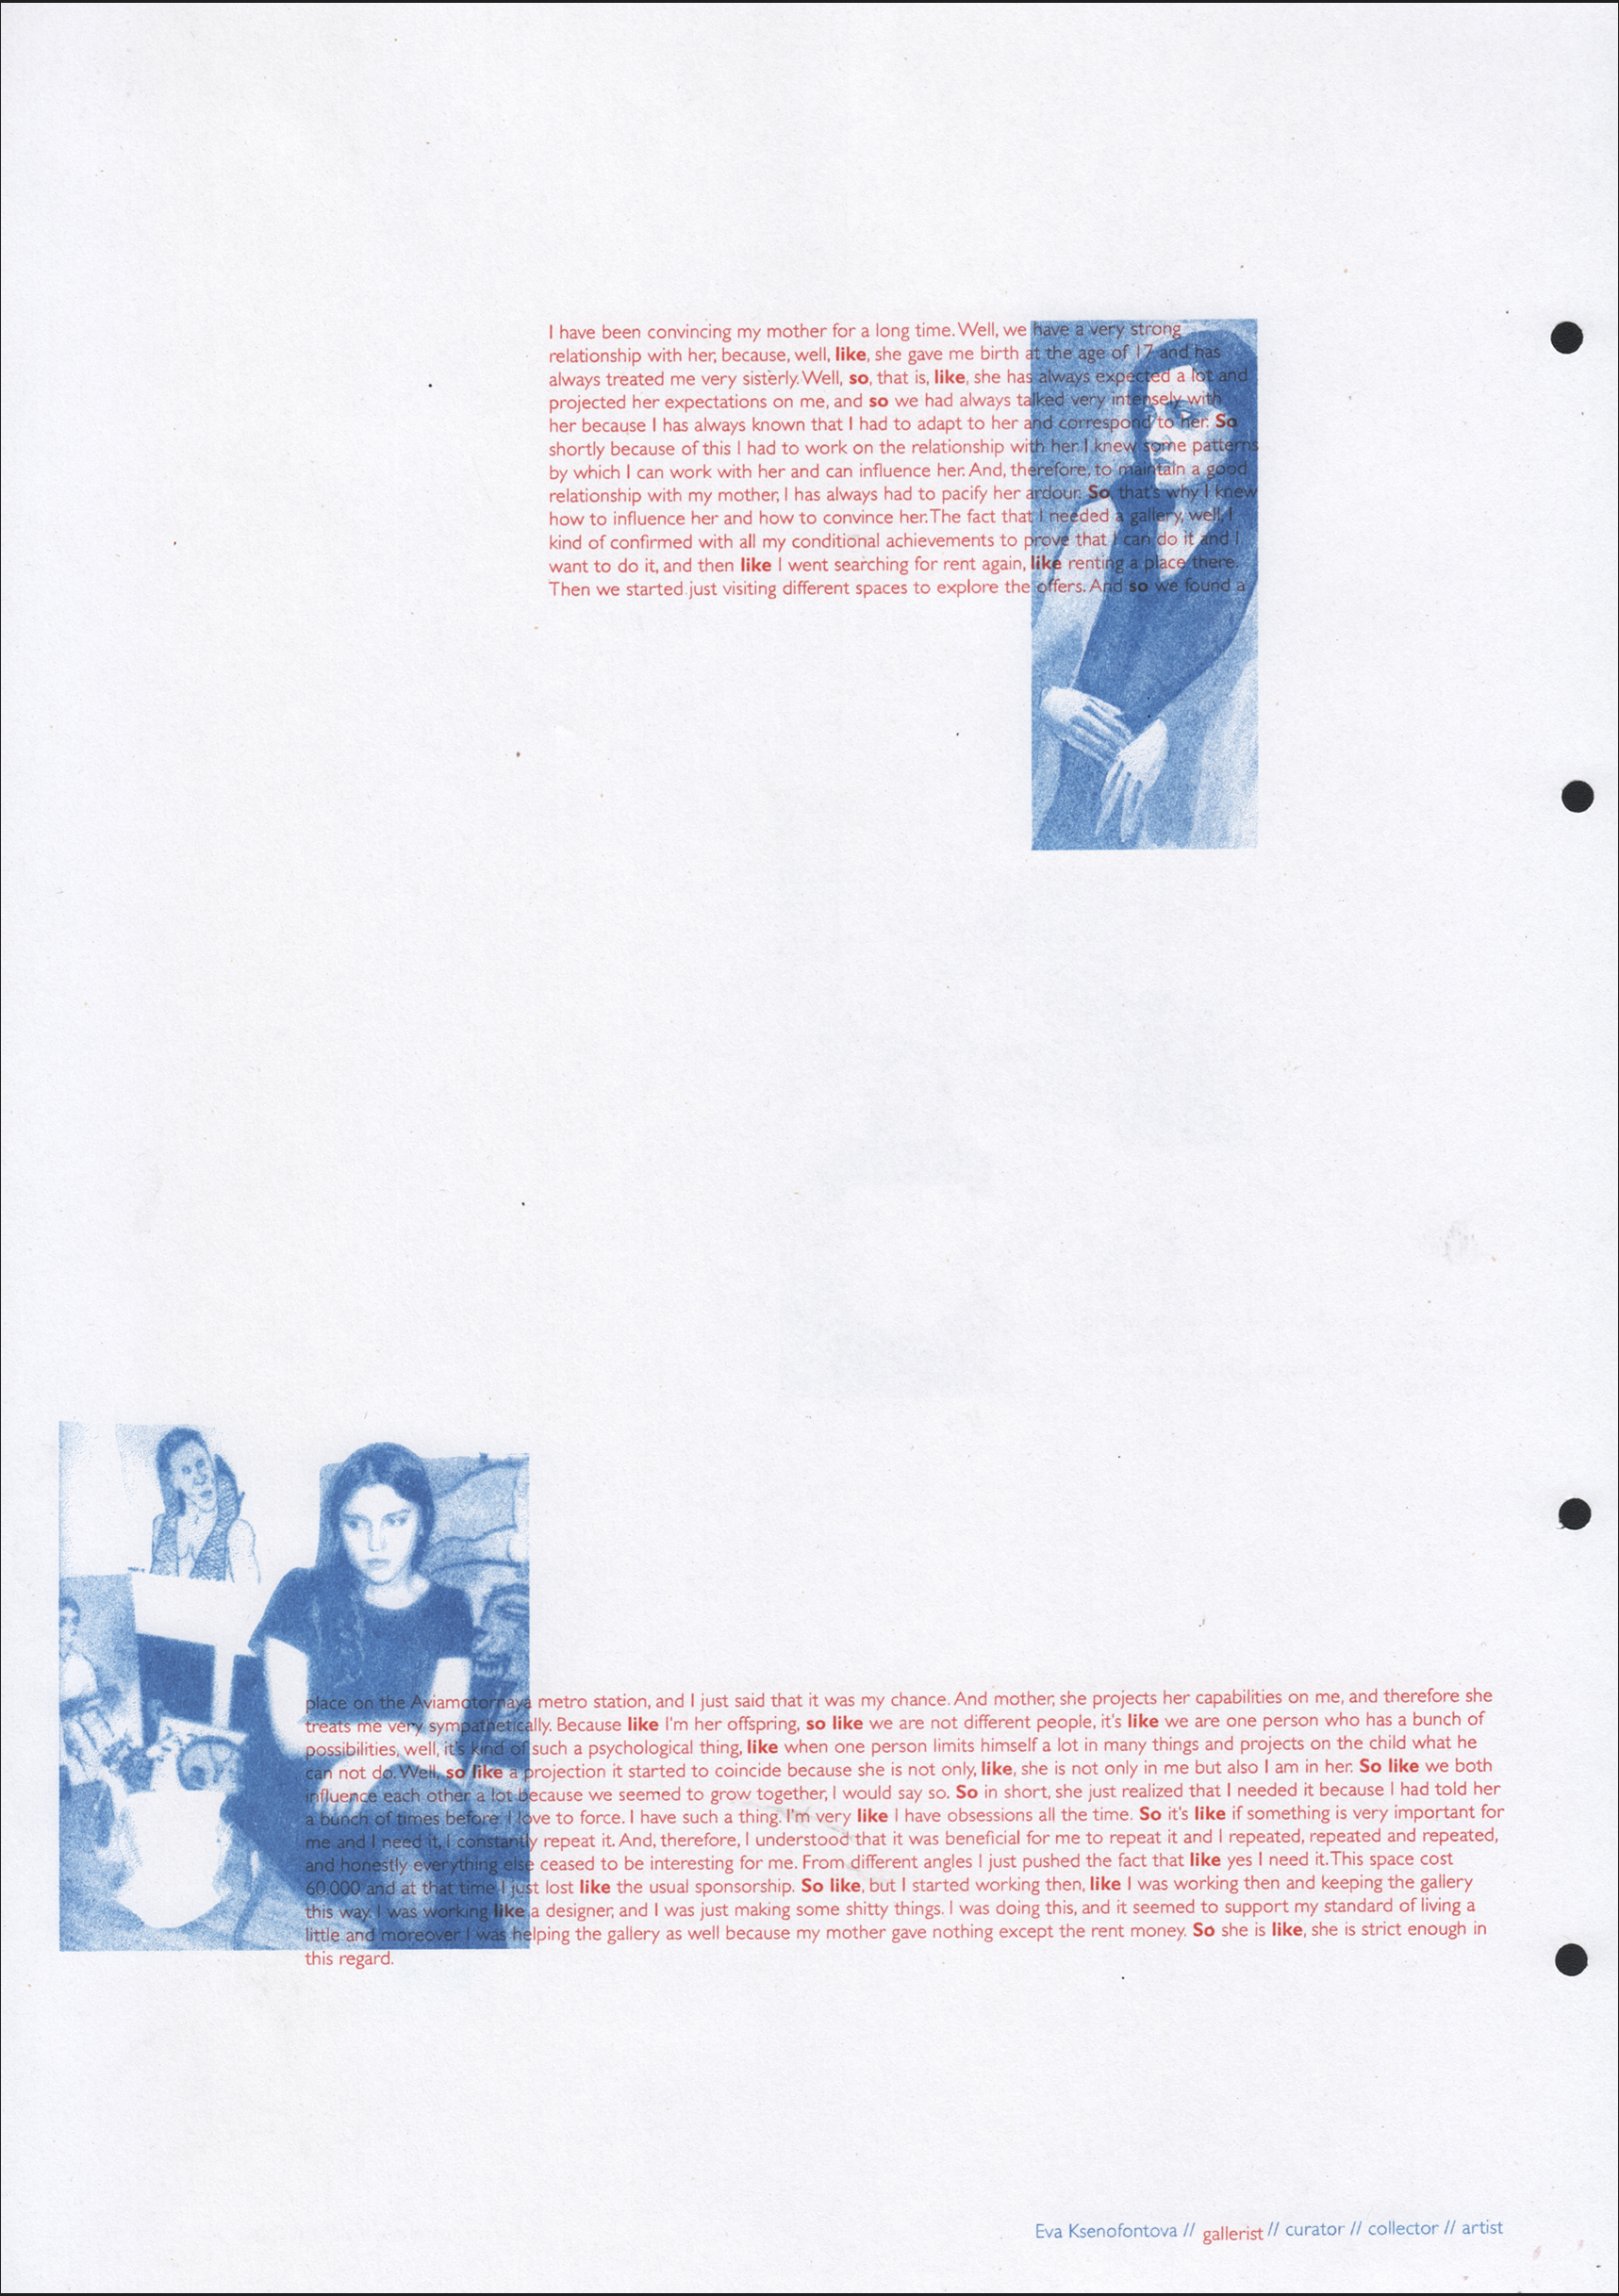 I have been convincing my mother for a long time. Well, we have a very strong
relationship with her, because, well, like, she gave me birth at the age of 17 and has
always treated me very sisterly. Well, so, that is, like, she has always expected a lot and
projected her expectations on me, and so we had always talked very intensely with
her because I has always known that I had to adapt to her and correspond to her. So
shortly because of this I had to work on the relationship with her. I knew some patterns
by which I can work with her and can influence her. And, therefore, to maintain a good
relationship with my mother, I has always had to pacify her ardour. So, that's why I knew
how to influence her and how to convince her. The fact that I needed a gallery, well, I
kind of confirmed with all my conditional achievements to prove that I can do it and I
want to do it, and then like I went searching for rent again, like renting a place there.
Then we started just visiting different spaces to explore the offers. And so we found a
place on the Aviamotornaya metro station, and I just said that it was my chance. And mother, she projects her capabilities on me, and therefore she
treats me very sympathetically. Because like I'm her offspring, so like we are not different people, it's like we are one person who has a bunch of
possibilities, well, it's kind of such a psychological thing, like when one person limits himself a lot in many things and projects on the child what he
can not do. Well, so like a projection it started to coincide because she is not only, like, she is not only in me but also I am in her. So like we both
influence each other a lot because we seemed to grow together, I would say so. So in short, she just realized that I needed it because I had told her
a bunch of times before. I love to force. I have such a thing. I'm very like I have obsessions all the time. So it's like if something is very important for
me and I need it, I constantly repeat it. And, therefore, I understood that it was beneficial for me to repeat it and I repeated, repeated and repeated,
and honestly everything else ceased to be interesting for me. From different angles I just pushed the fact that like yes I need it. This space cost
60,000 and at that time I just lost like the usual sponsorship. So like, but I started working then, like I was working then and keeping the gallery
this way. I was working like a designer, and I was just making some shitty things. I was doing this, and it seemed to support my standard of living a
little and moreover I was helping the gallery as well because my mother gave nothing except the rent money. So she is like, she is strict enough in
this regard.
Eva Ksenofontova // gallerist // curator // collector // artist